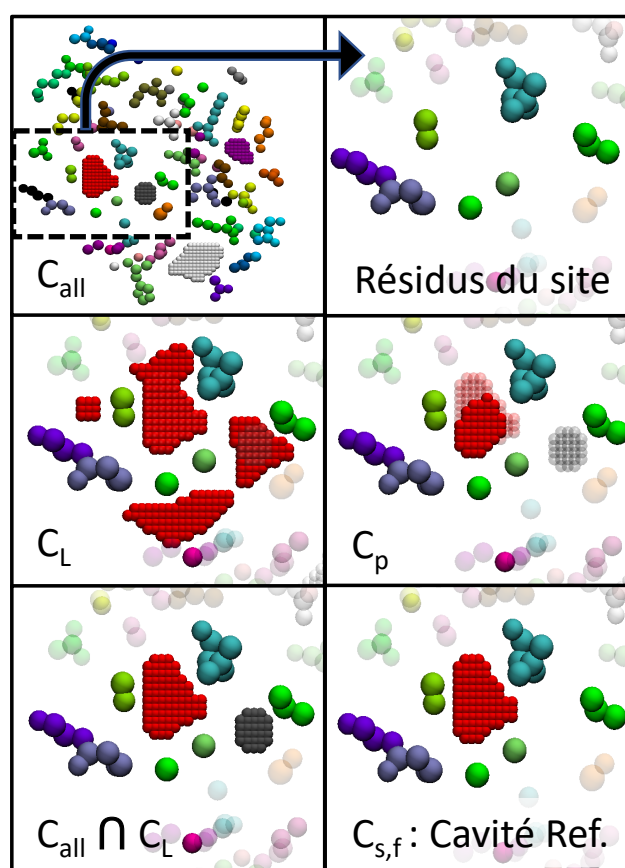 C_all
Résidus du site
C_L
C_p
C_all ∩ C_L
C_s,f : Cavité Ref.